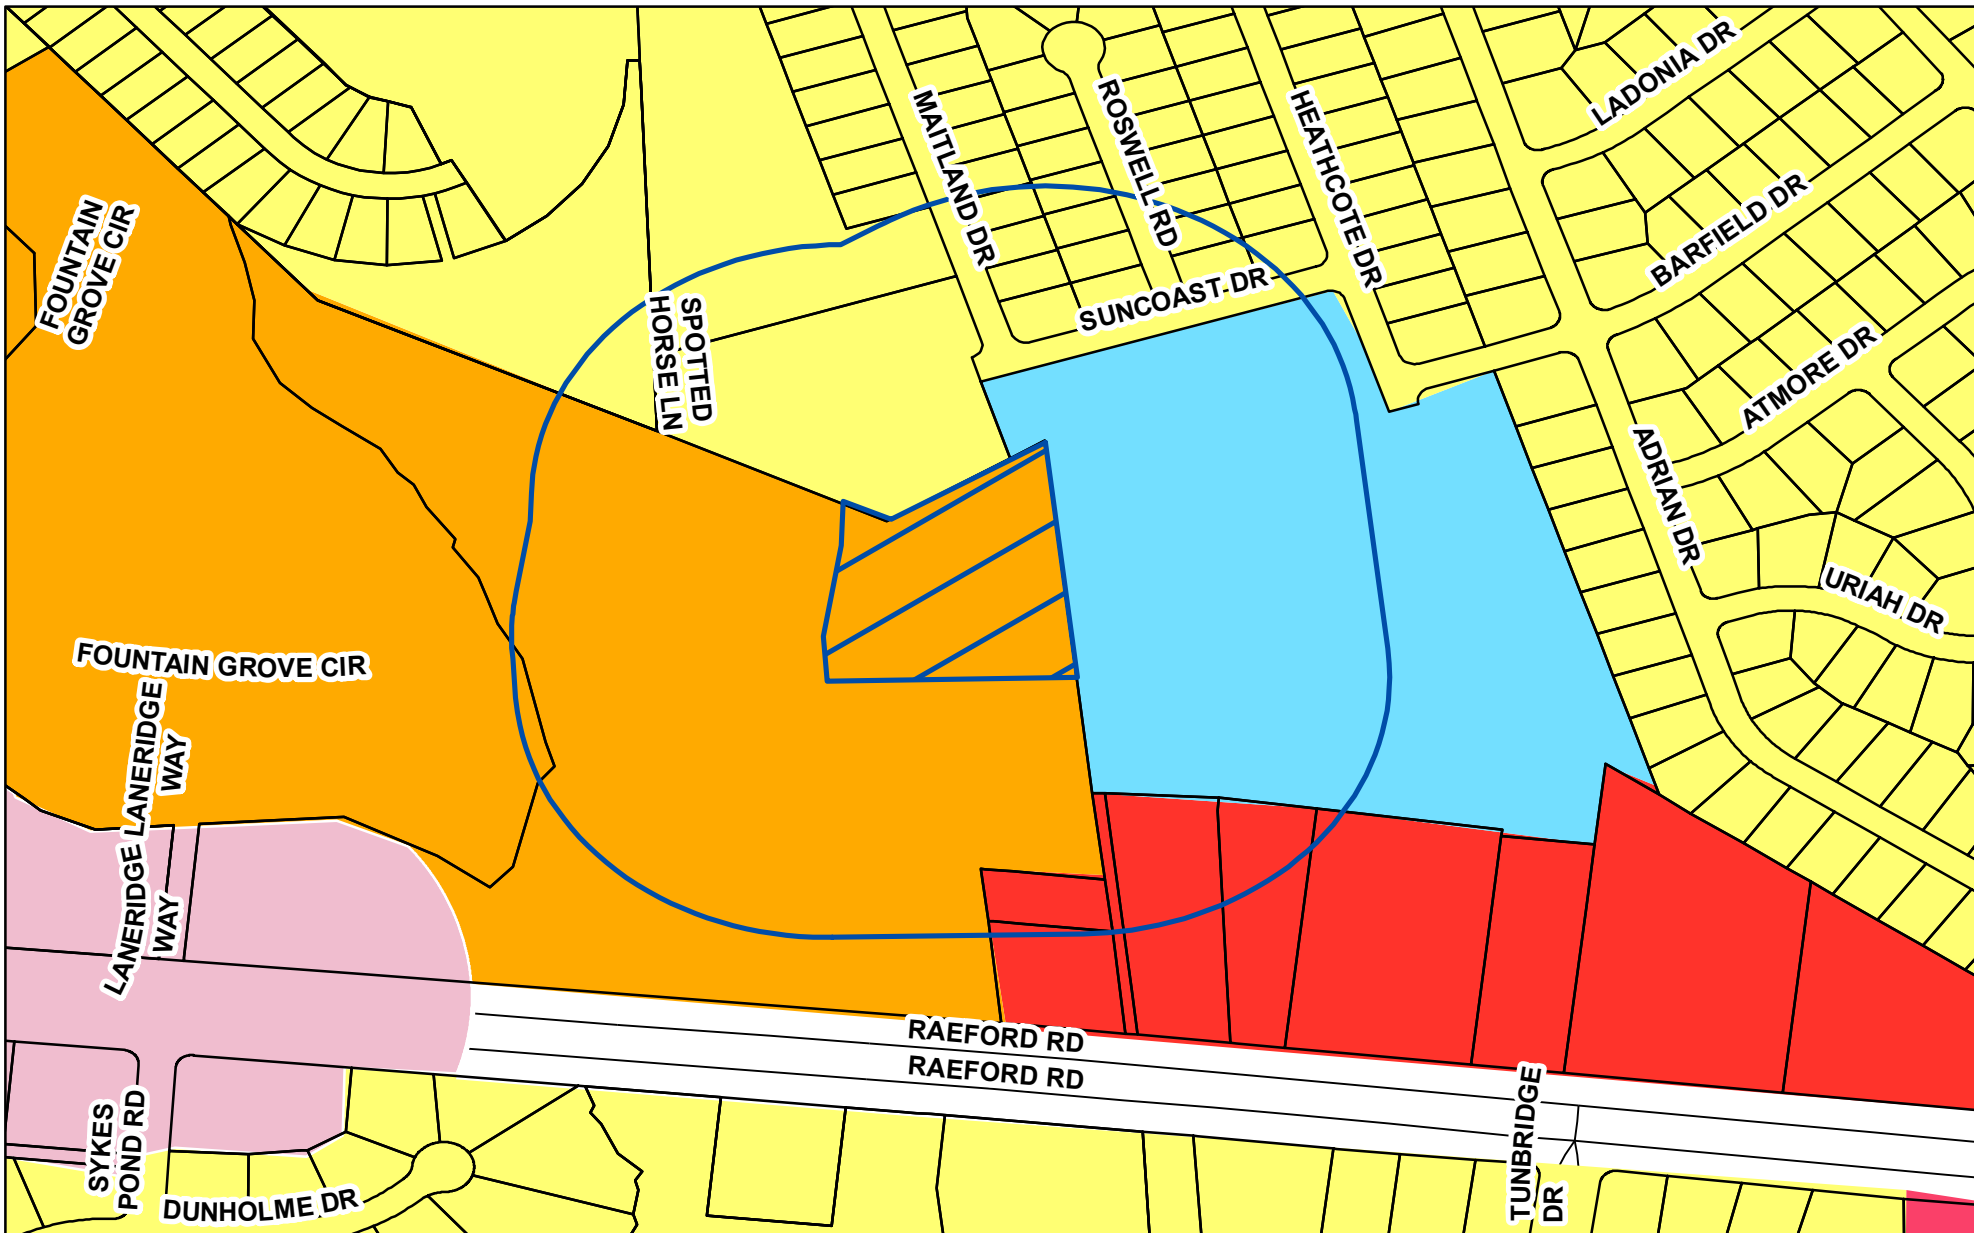 LADONIA DR
MAITLAND DR
ROSWELL RD
HEATHCOTE DR
BARFIELD DR
FOUNTAIN
GROVE CIR
SUNCOAST DR
SPOTTED
HORSE LN
ATMORE DR
ADRIAN DR
URIAH DR
FOUNTAIN GROVE CIR
LANERIDGE LANERIDGE
WAY
WAY
RAEFORD RD
RAEFORD RD
SYKES
POND RD
TUNBRIDGE
DR
DUNHOLME DR